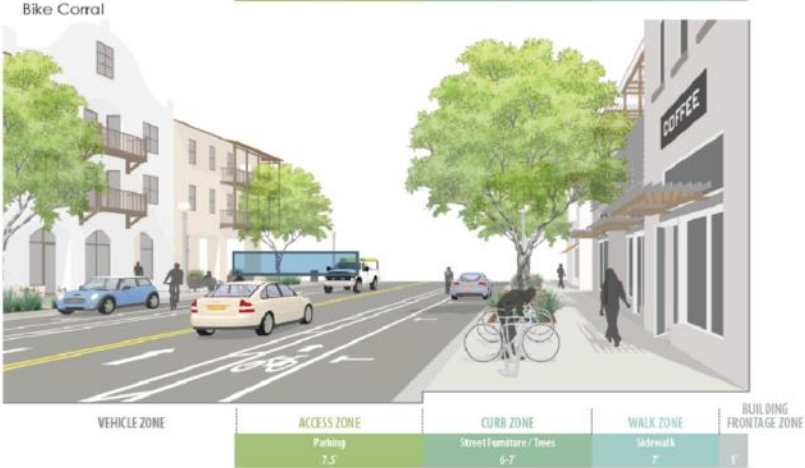 Bike Corral
COFFEE
VEHICLE ZONE
ACCESS ZONE
CURB ZONE
WALK ZONE
BUILDING
FRONTAGE ZONE
Parking
Street Furniture / Trees
Sidewalk
7.5'
6-7'
7'
1'